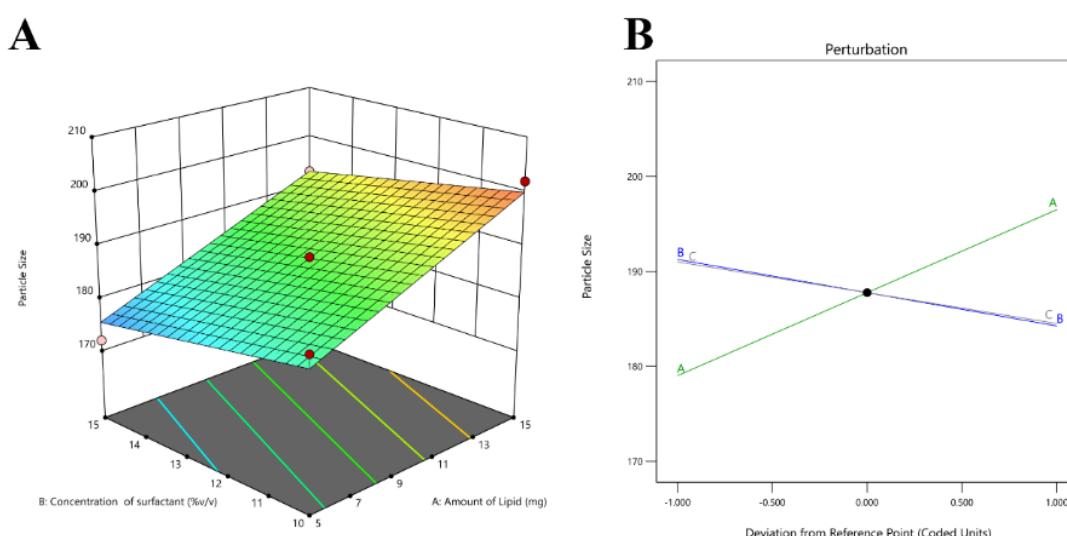 A
210
200
190
180
170
Particle Size
15
14
13
12
11
10
5
7
9
11
13
15
B: Concentration of surfactant (%v/v)
A: Amount of Lipid (mg)
B
Perturbation
210
200
190
180
170
Particle Size
B
C
A
A
C
B
-1.000
-0.500
0.000
0.500
1.000
Deviation from Reference Point (Coded Units)